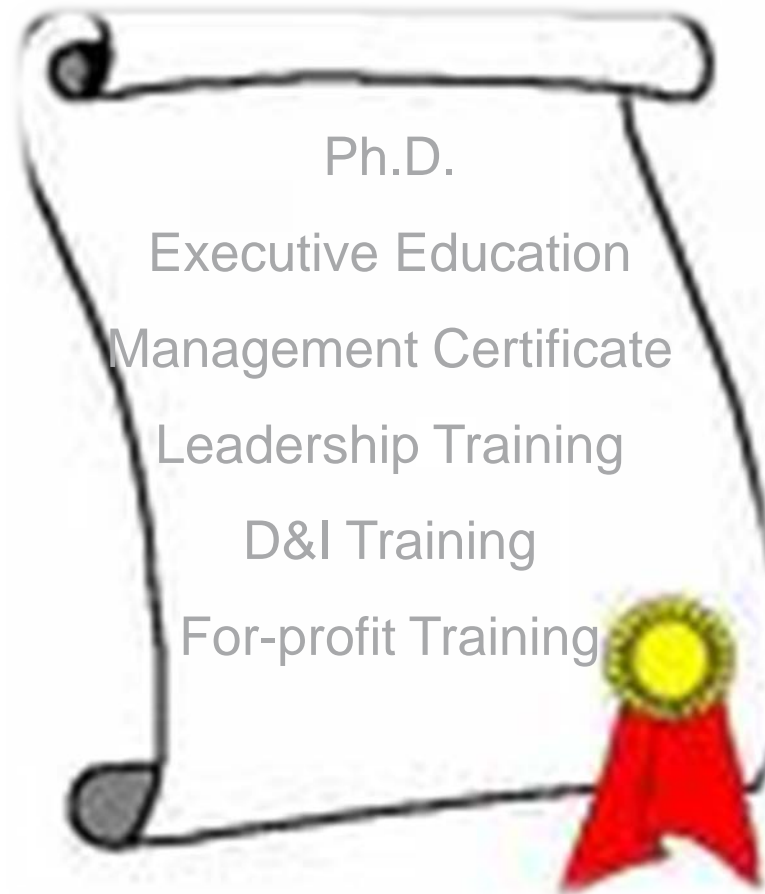 Ph.D.
Executive Education
Management Certificate
Leadership Training
D&I Training
For-profit Training